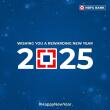 HDFC BANK
WISHING YOU A REWARDING NEW YEAR
2025
#HappyNewYear.